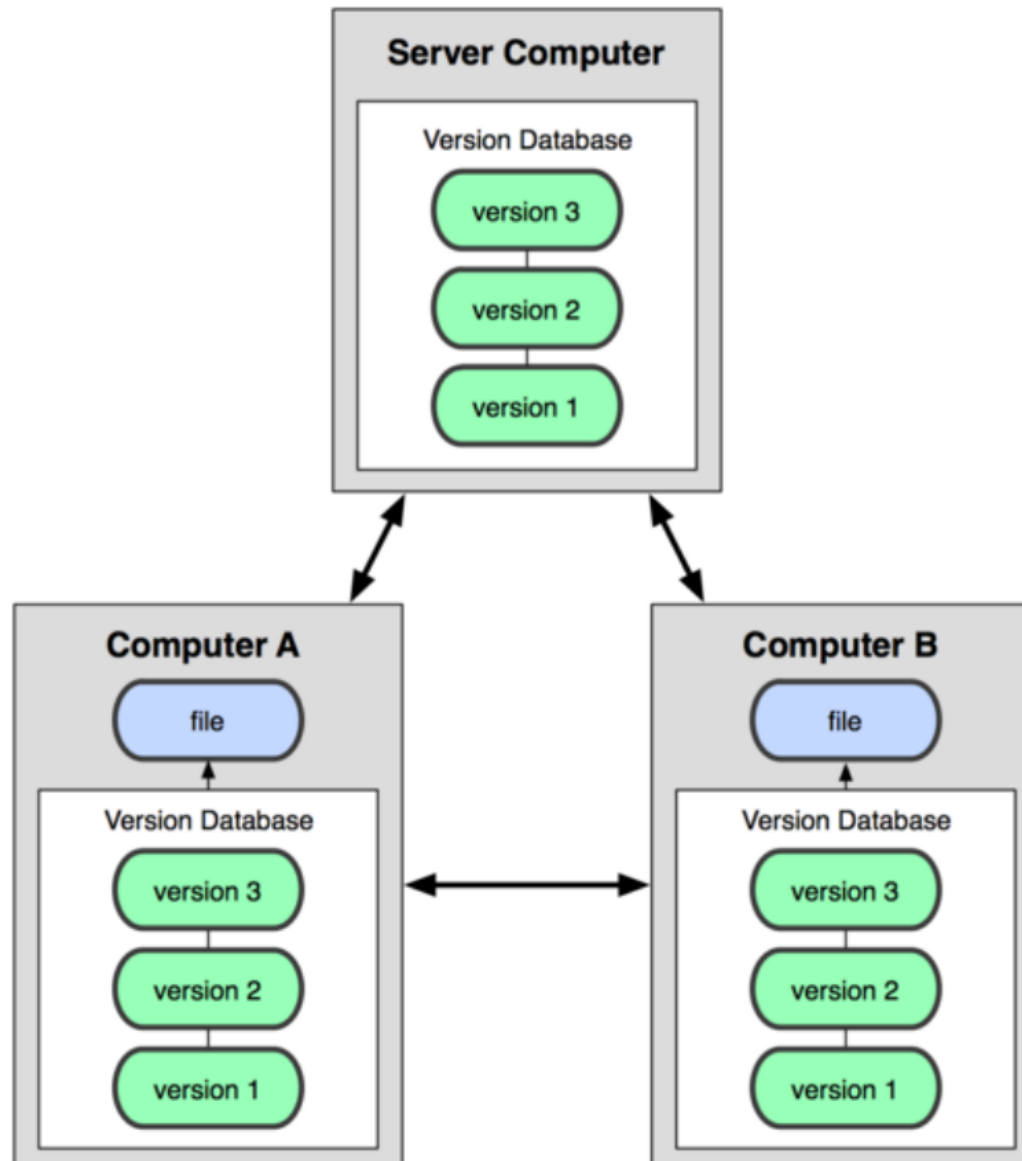 Server Computer
Version Database
version 3
version 2
version 1
Computer A
file
Version Database
version 3
version 2
version 1
Computer B
file
Version Database
version 3
version 2
version 1